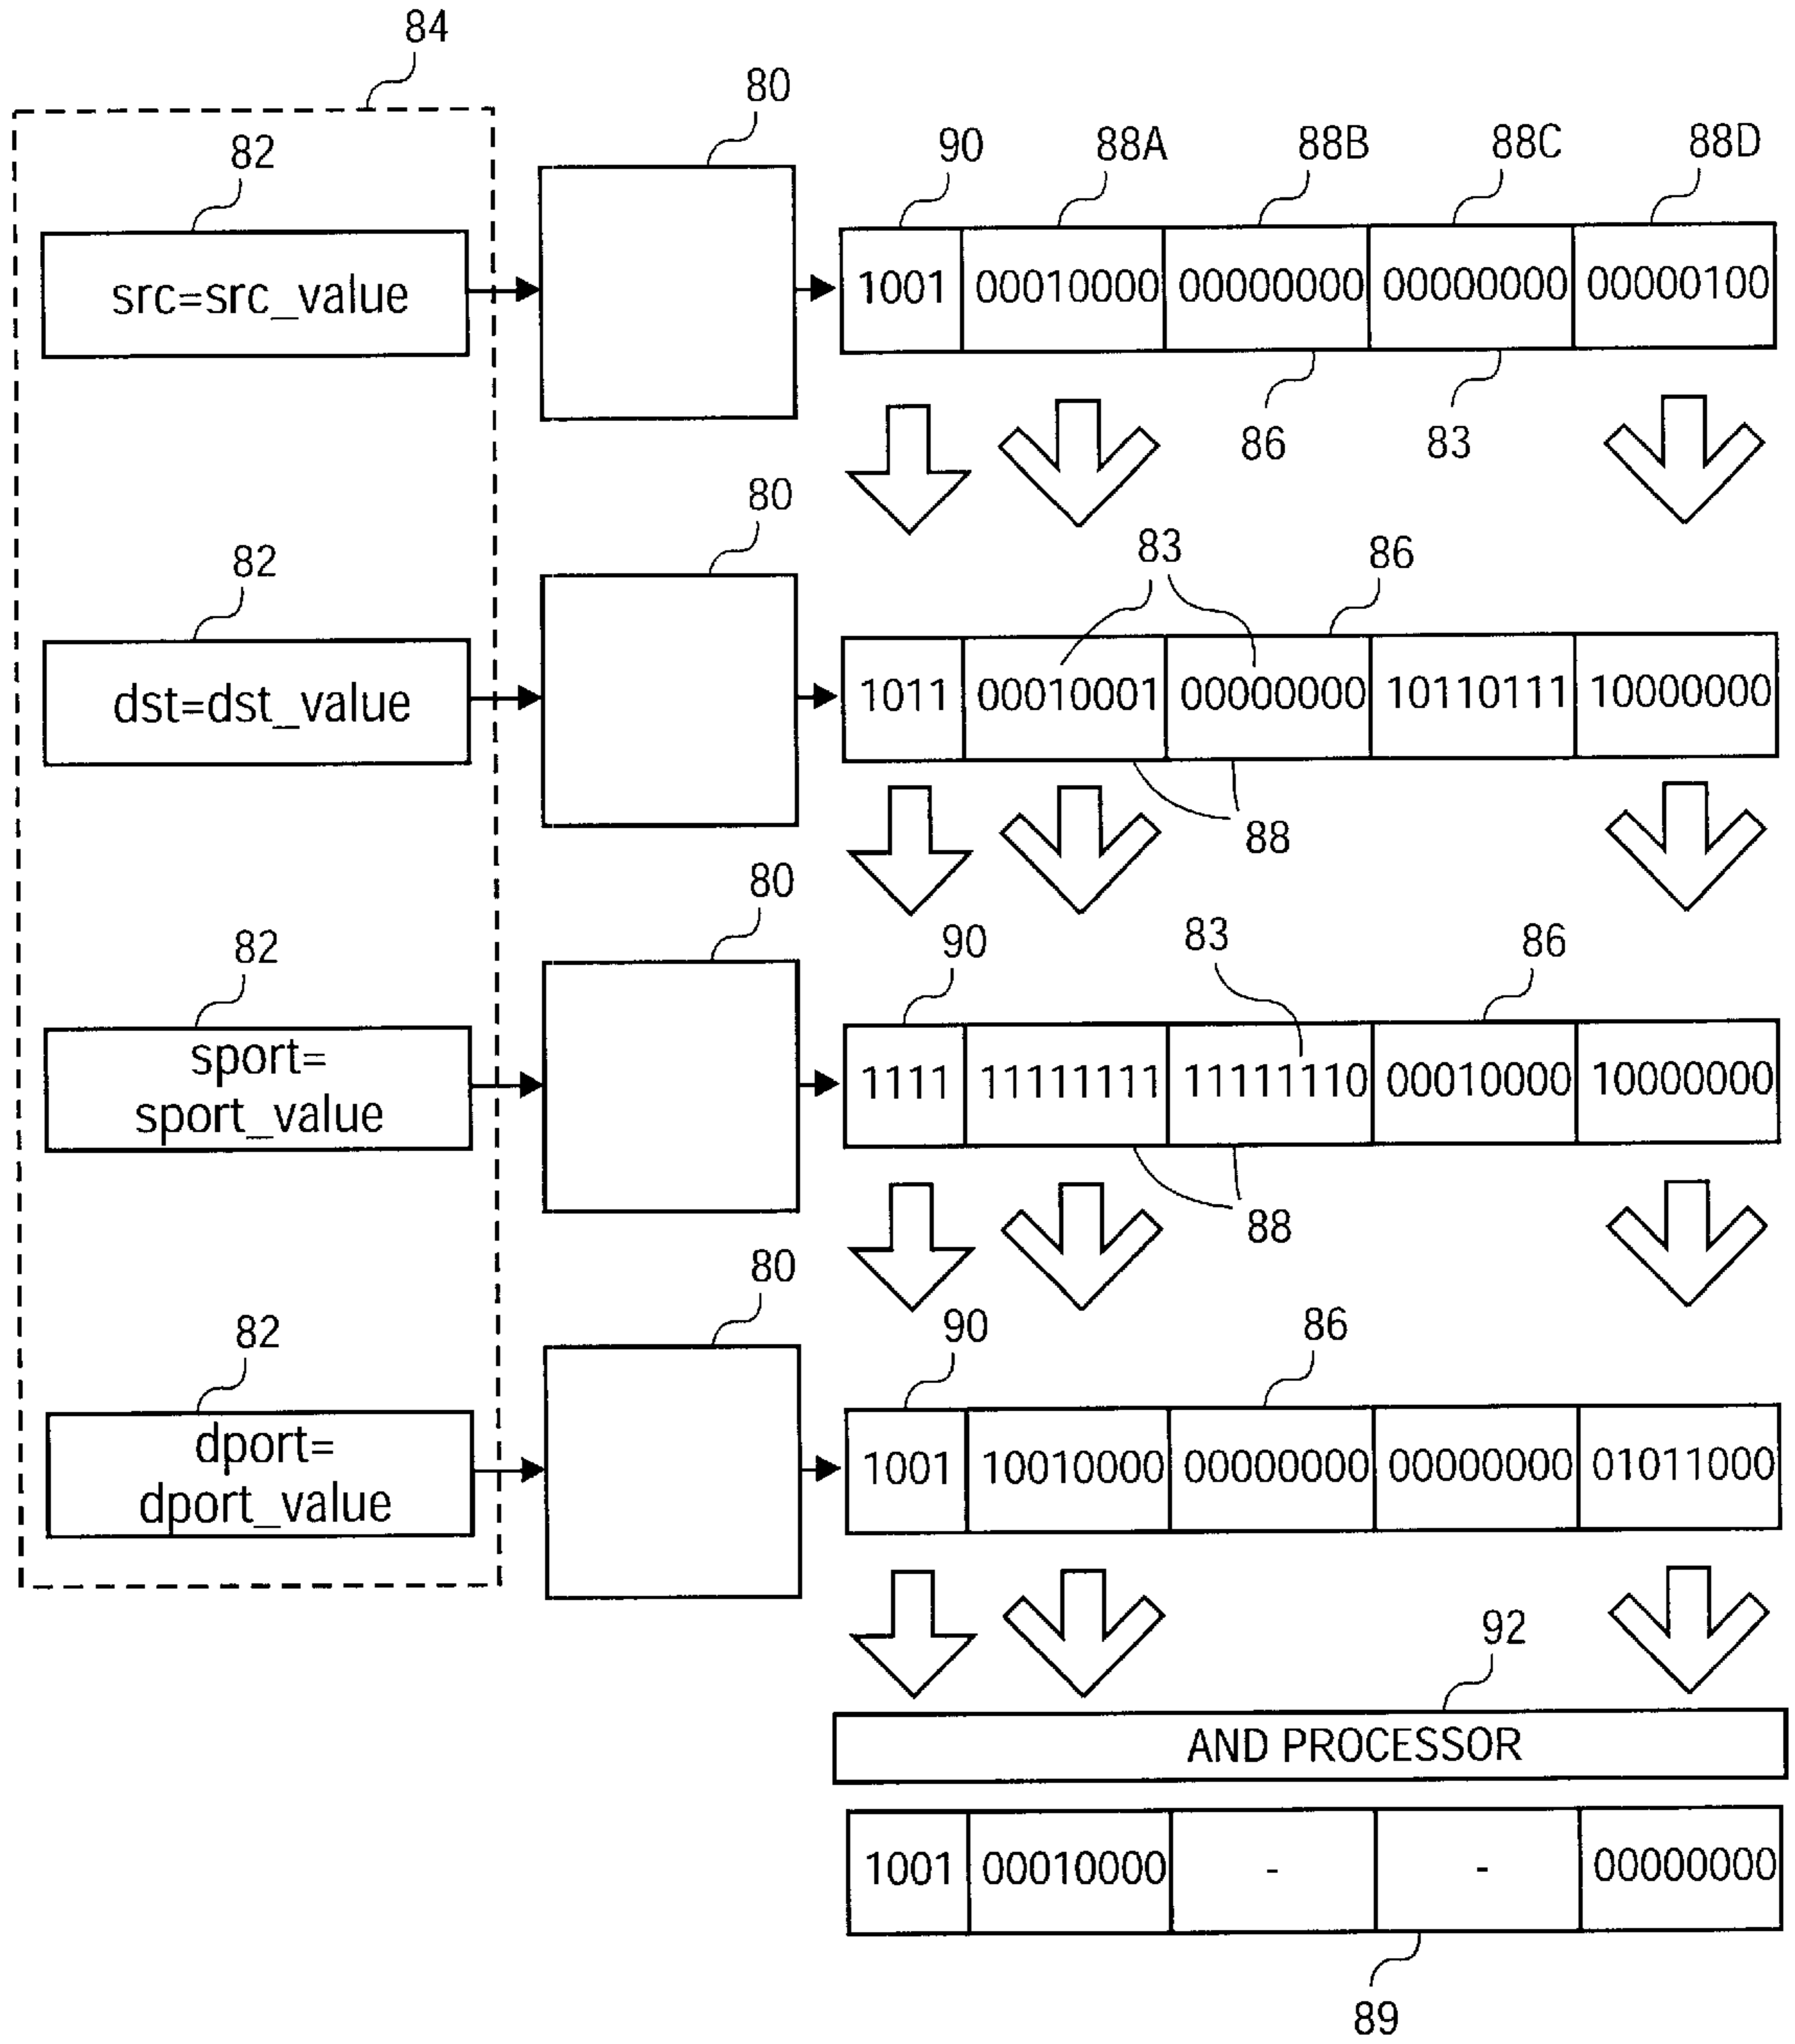 84
80
82
90 88A 88B 88C 88D
src=src_value
1001 00010000 00000000 00000000 00000100
86 83
80
82
83 86
dst=dst_value
1011 00010001 00000000 10110111 10000000
88
80
82
90 83 86
sport=
sport_value
1111 11111111 11111110 00010000 10000000
88
80
82
90 86
dport=
dport_value
1001 10010000 00000000 00000000 01011000
92
AND PROCESSOR
1001 00010000 - - 00000000
89